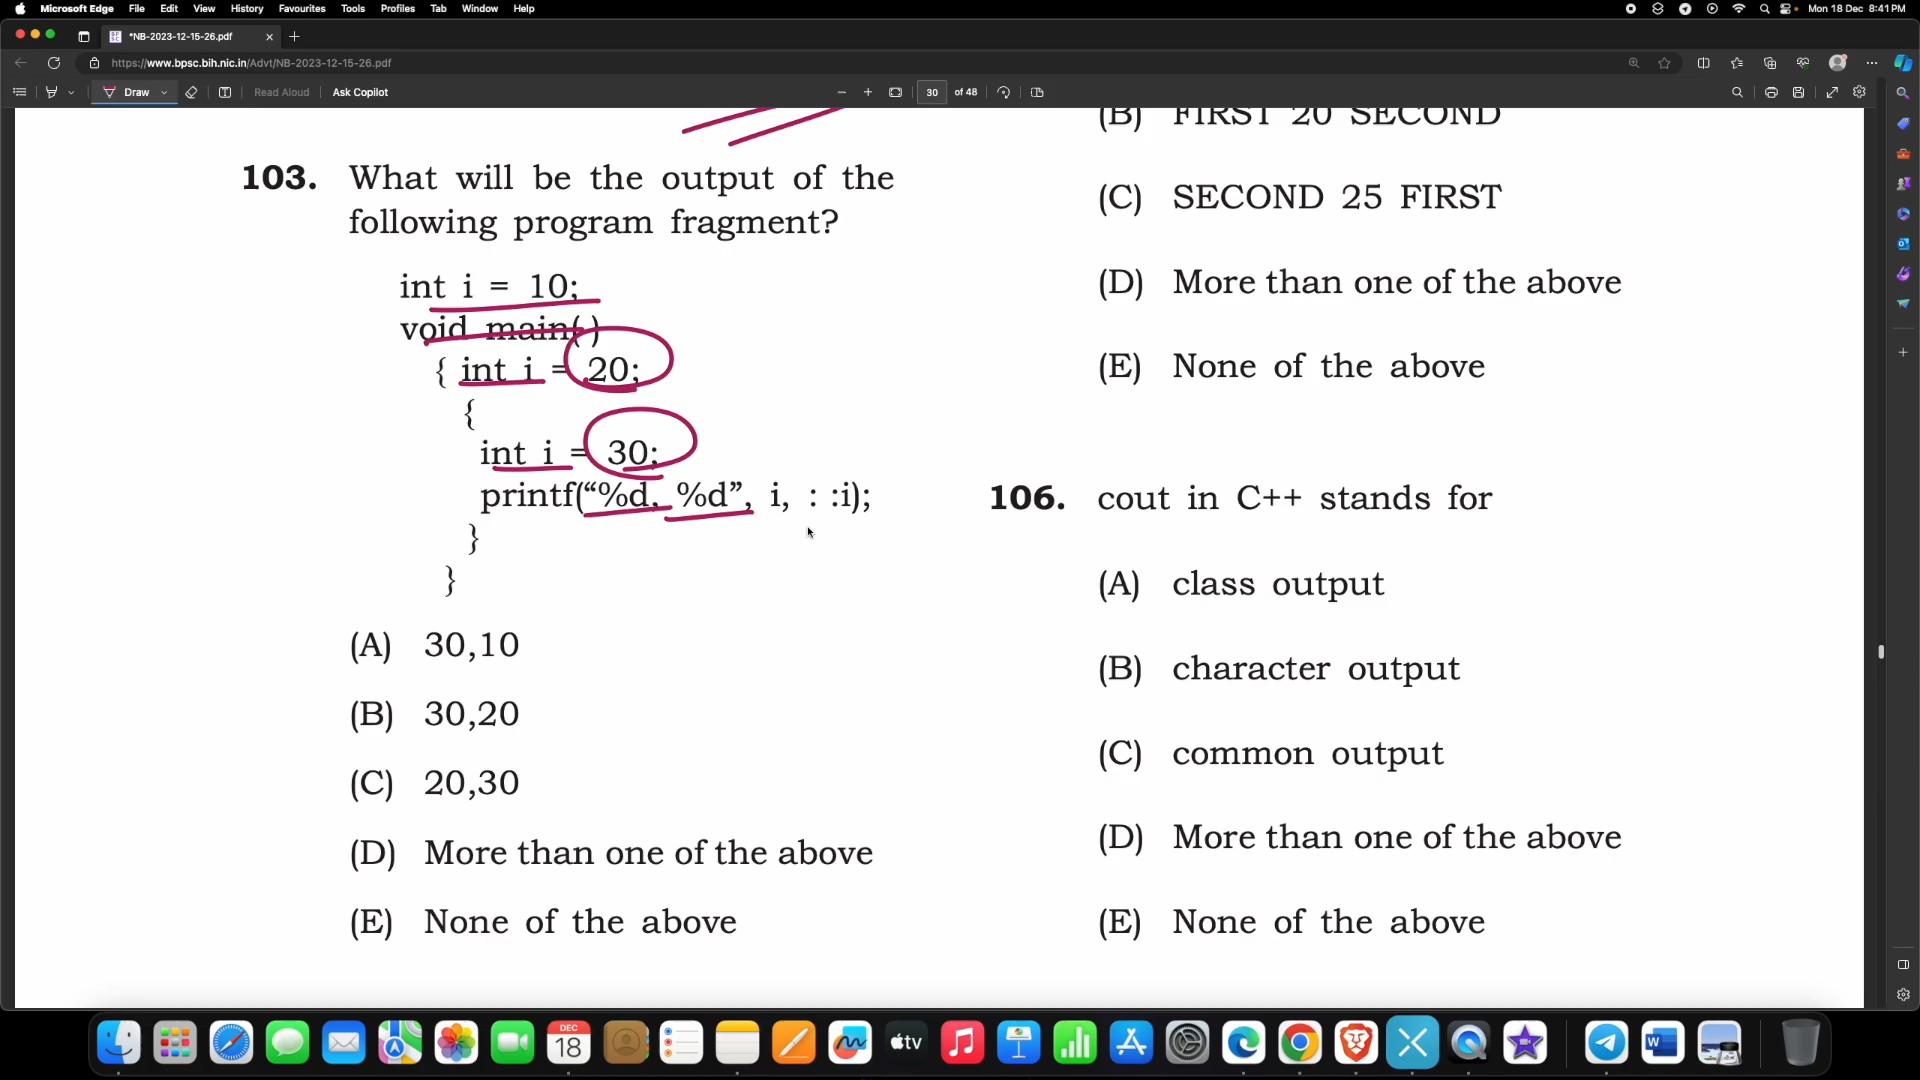 Microsoft Edge File Edit View History Favourites Tools Profiles Tab Window Help Mon 18 Dec 8:41 PM
*NB-2023-12-15-26.pdf
https://www.bpsc.bih.nic.in/Advt/NB-2023-12-15-26.pdf
Draw Read Aloud Ask Copilot 30 of 48
103. What will be the output of the
following program fragment?
int i = 10;
void main( )
{ int i = 20;
{
int i = 30;
printf(“%d, %d”, i, : :i);
}
}
(A) 30,10
(B) 30,20
(C) 20,30
(D) More than one of the above
(E) None of the above
(B) FIRST 20 SECOND
(C) SECOND 25 FIRST
(D) More than one of the above
(E) None of the above
106. cout in C++ stands for
(A) class output
(B) character output
(C) common output
(D) More than one of the above
(E) None of the above
DEC
18
tv
W